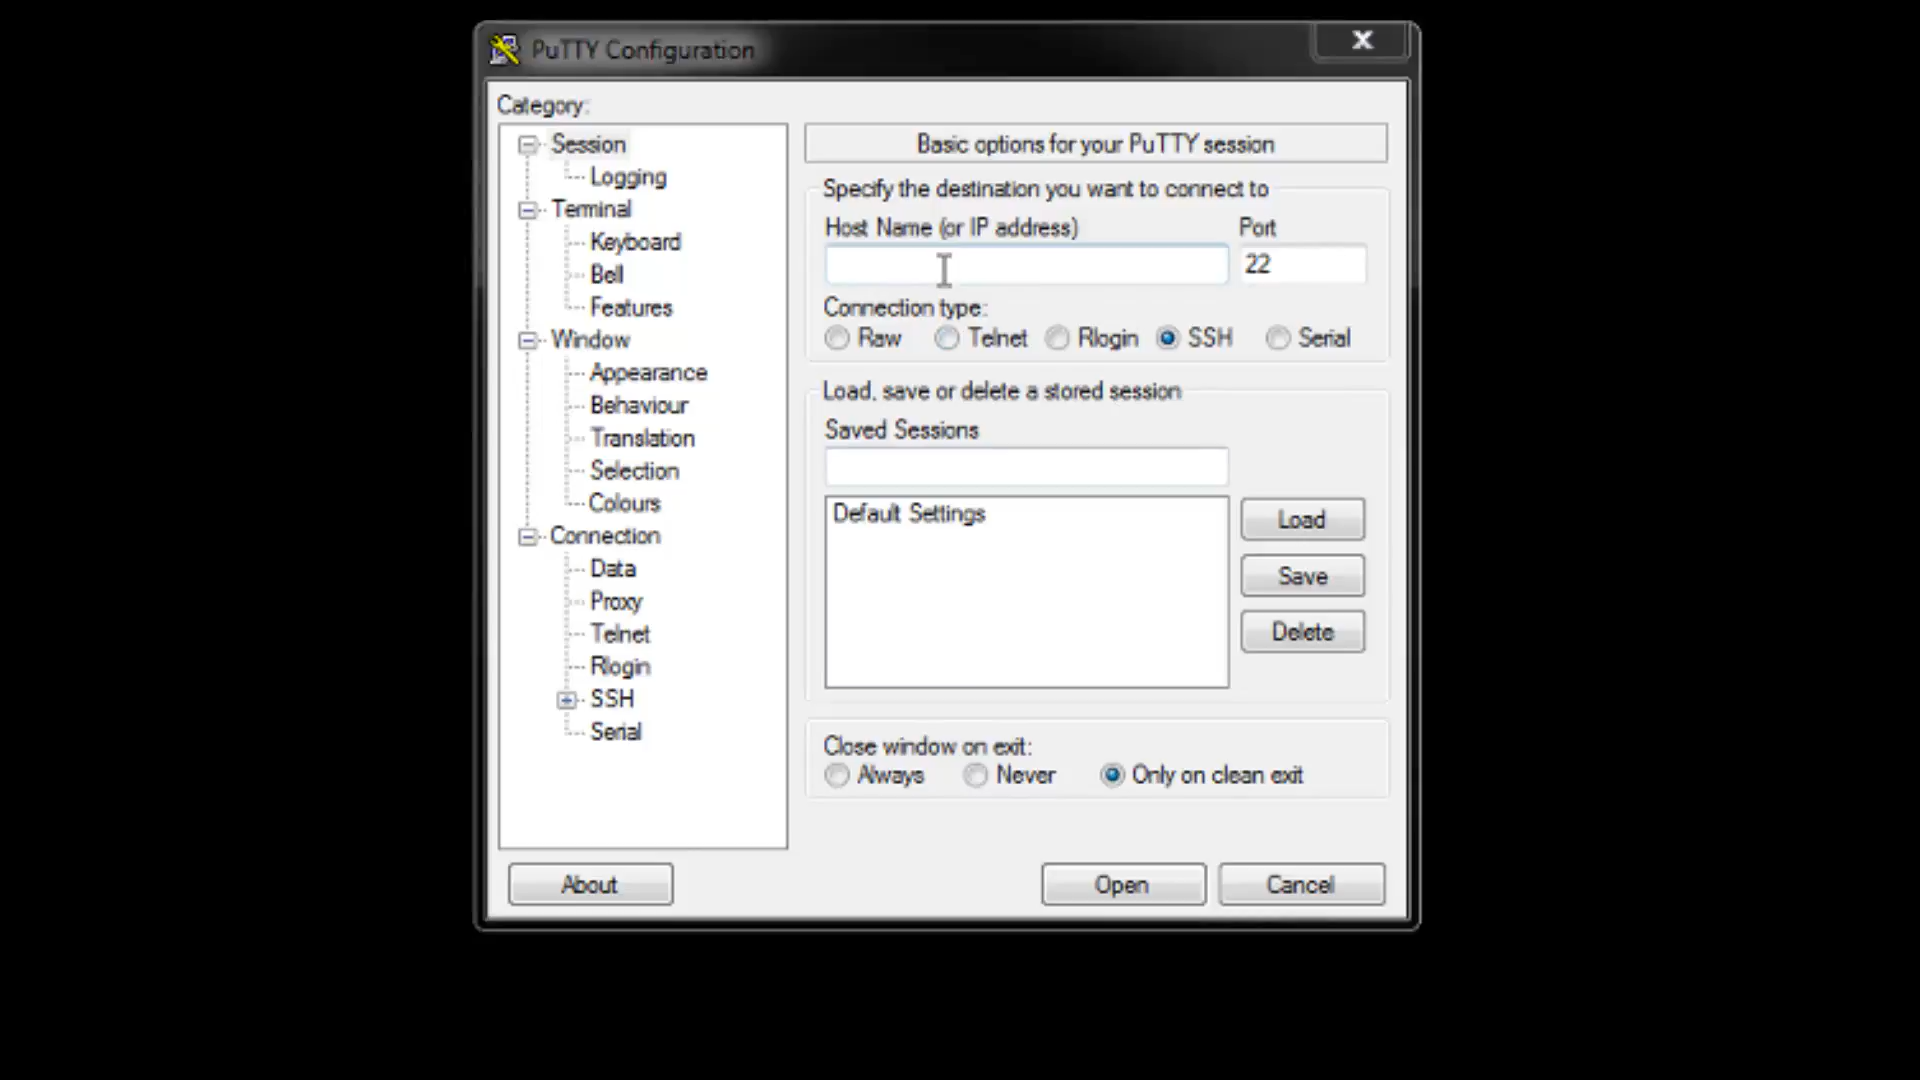 PuTTY Configuration
X
Category:
Session
Logging
Terminal
Keyboard
Bell
Features
Window
Appearance
Behaviour
Translation
Selection
Colours
Connection
Data
Proxy
Telnet
Rlogin
SSH
Serial
Basic options for your PuTTY session
Specify the destination you want to connect to
Host Name (or IP address) Port
22
Connection type:
Raw Telnet Rlogin SSH Serial
Load, save or delete a stored session
Saved Sessions
Default Settings
Load
Save
Delete
Close window on exit:
Always Never Only on clean exit
About Open Cancel